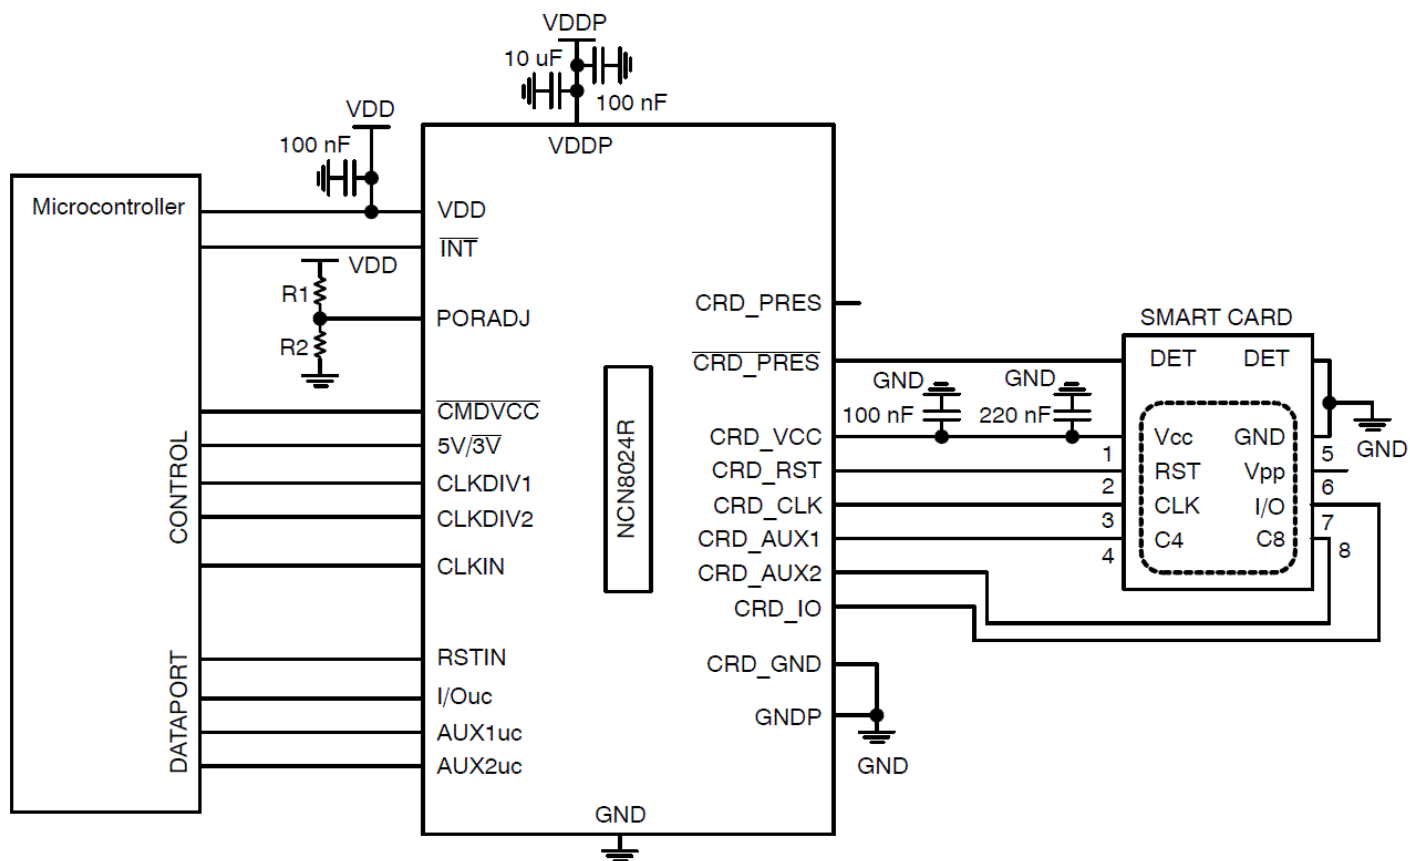 VDDP
10 uF
100 nF
VDDP
VDD
100 nF
Microcontroller
VDD
INT
VDD
R1
PORADJ
R2
CMDVCC
5V/3V
CLKDIV1
CLKDIV2
CLKIN
CONTROL
RSTIN
I/Ouc
AUX1uc
AUX2uc
DATAPORT
NCN8024R
GND
CRD_PRES
CRD_PRES
CRD_VCC
CRD_RST
CRD_CLK
CRD_AUX1
CRD_AUX2
CRD_IO
CRD_GND
GNDP
GND
GND
100 nF
GND
220 nF
SMART CARD
DET DET
Vcc GND
RST Vpp
CLK I/O
C4 C8
1
2
3
4
5
6
7
8
GND